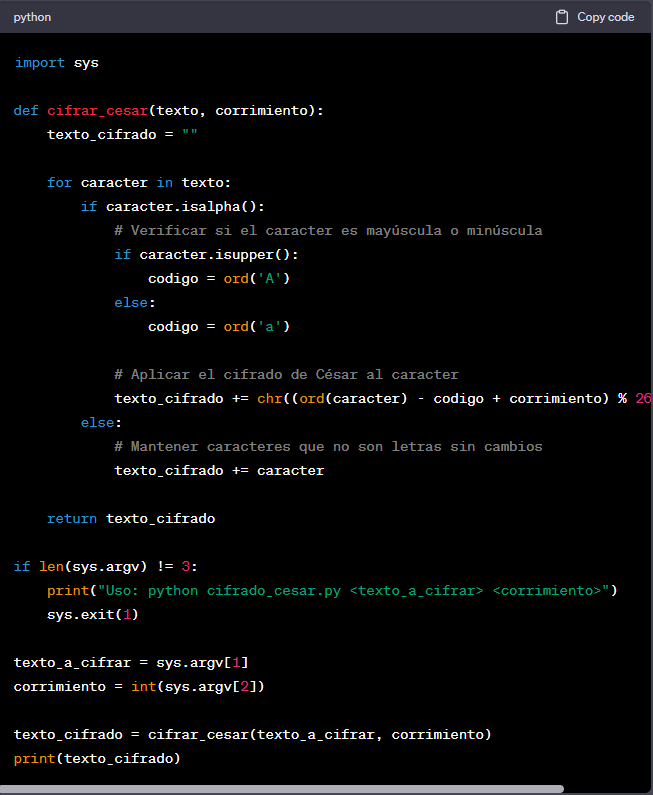 python
Copy code
import sys
def cifrar_cesar(texto, corrimiento):
    texto_cifrado = ""
    for caracter in texto:
        if caracter.isalpha():
            # Verificar si el caracter es mayúscula o minúscula
            if caracter.isupper():
                codigo = ord('A')
            else:
                codigo = ord('a')
            # Aplicar el cifrado de César al caracter
            texto_cifrado += chr((ord(caracter) - codigo + corrimiento) % 26
        else:
            # Mantener caracteres que no son letras sin cambios
            texto_cifrado += caracter
    return texto_cifrado
if len(sys.argv) != 3:
    print("Uso: python cifrado_cesar.py <texto_a_cifrar> <corrimiento>")
    sys.exit(1)
texto_a_cifrar = sys.argv[1]
corrimiento = int(sys.argv[2])
texto_cifrado = cifrar_cesar(texto_a_cifrar, corrimiento)
print(texto_cifrado)